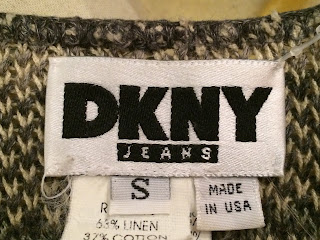 DKNY
JEANS
S
MADE
IN USA
R
63% LINEN
37% COTTON